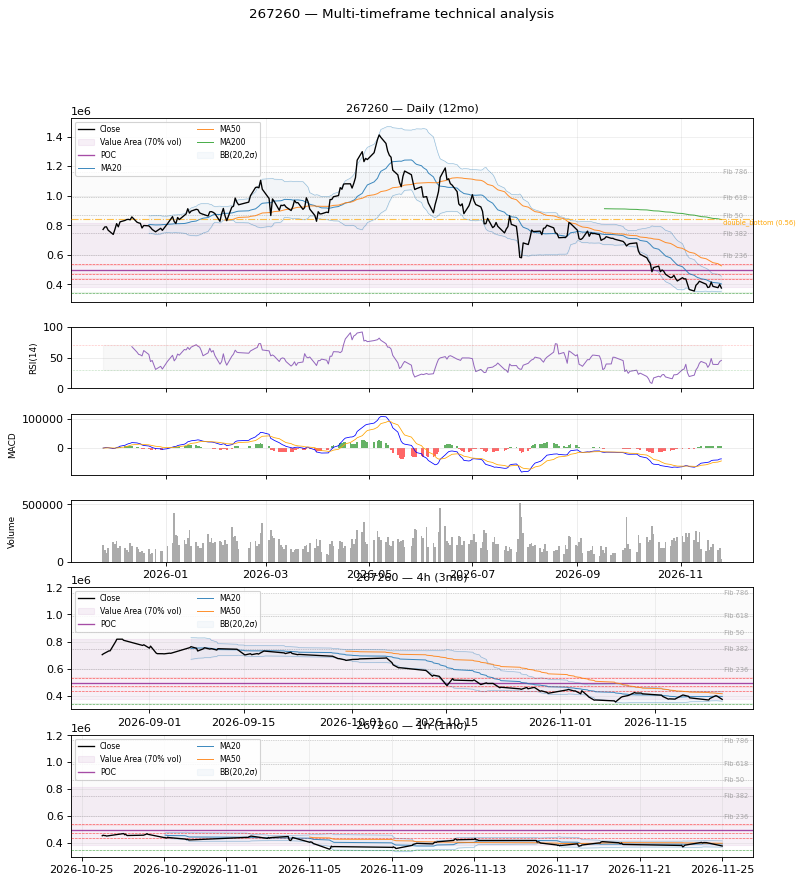 267260 — Multi-timeframe technical analysis
267260 — Daily (12mo)
1e6
Close
Value Area (70% vol)
POC
MA20
MA50
MA200
BB(20,2σ)
1.4
1.2
1.0
0.8
0.6
0.4
Fib 786
Fib 618
Fib 50
double_bottom (0.56)
Fib 382
Fib 236
RSI(14)
100
50
0
MACD
100000
0
Volume
500000
0
2026-01
2026-03
2026-05
2026-07
2026-09
2026-11
267260 — 4h (3mo)
1e6
Close
Value Area (70% vol)
POC
MA20
MA50
BB(20,2σ)
1.2
1.0
0.8
0.6
0.4
Fib 786
Fib 618
Fib 50
Fib 382
Fib 236
2026-09-01
2026-09-15
2026-10-01
2026-10-15
2026-11-01
2026-11-15
267260 — 1h (1mo)
1e6
Close
Value Area (70% vol)
POC
MA20
MA50
BB(20,2σ)
1.2
1.0
0.8
0.6
0.4
Fib 786
Fib 618
Fib 50
Fib 382
Fib 236
2026-10-25
2026-10-29
2026-11-01
2026-11-05
2026-11-09
2026-11-13
2026-11-17
2026-11-21
2026-11-25